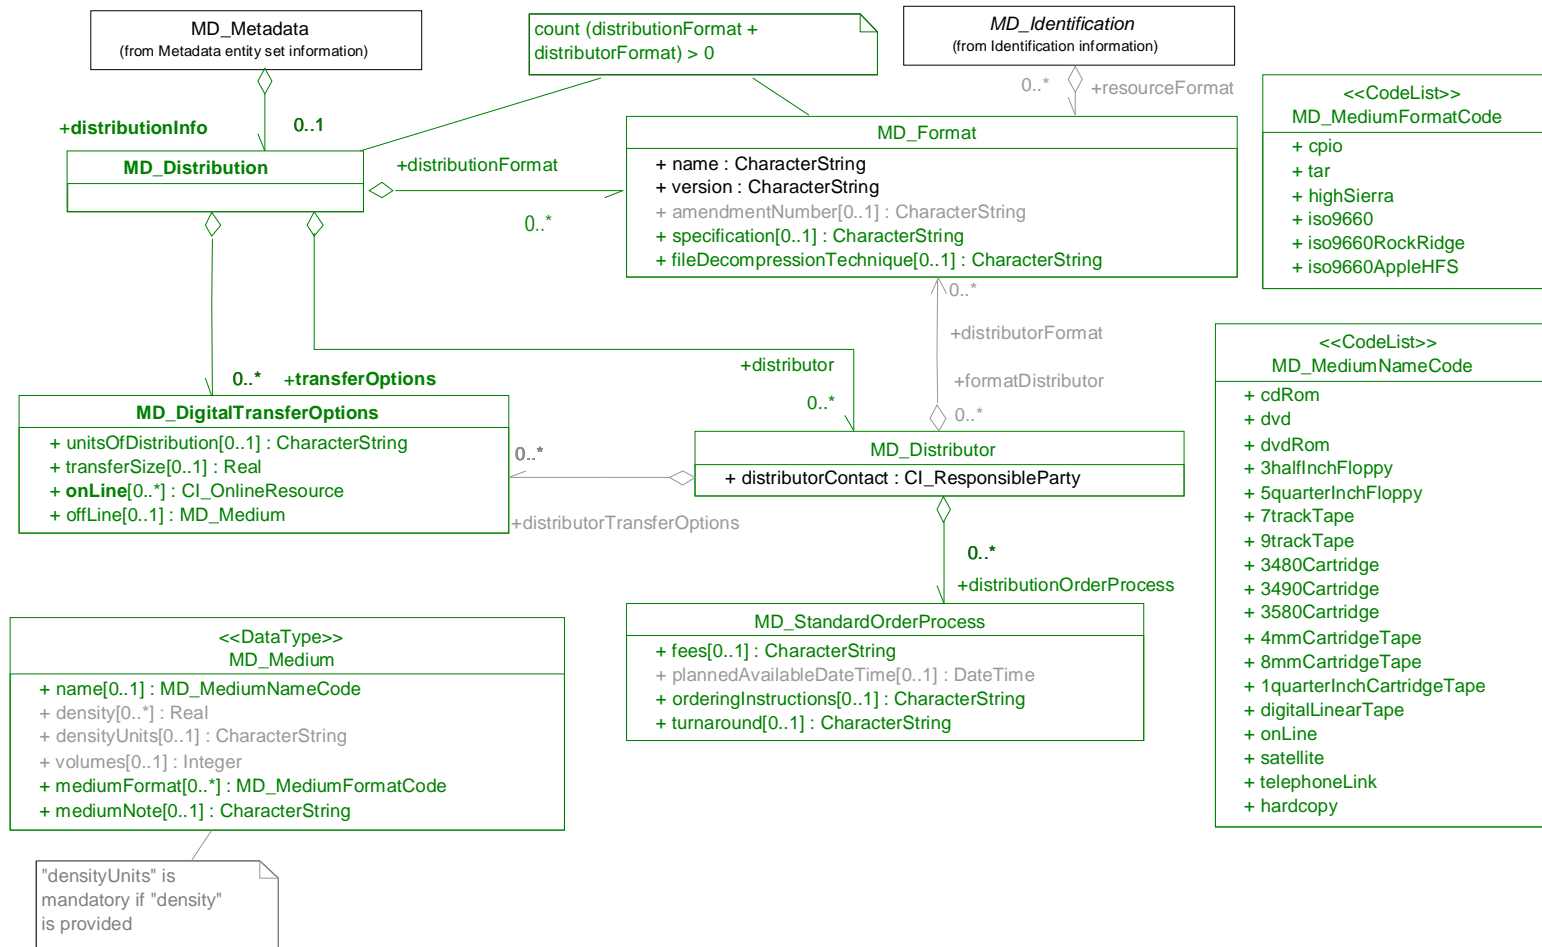 MD_Metadata
(from Metadata entity set information)
count (distributionFormat +
distributorFormat) > 0
MD_Identification
(from Identification information)
0..*
+resourceFormat
+distributionInfo
0..1
MD_Distribution
+distributionFormat
0..*
MD_Format
+ name : CharacterString
+ version : CharacterString
+ amendmentNumber[0..1] : CharacterString
+ specification[0..1] : CharacterString
+ fileDecompressionTechnique[0..1] : CharacterString
<<CodeList>>
MD_MediumFormatCode
+ cpio
+ tar
+ highSierra
+ iso9660
+ iso9660RockRidge
+ iso9660AppleHFS
0..*
+distributorFormat
+formatDistributor
0..*
+distributor
0..*
0..*
+transferOptions
MD_DigitalTransferOptions
+ unitsOfDistribution[0..1] : CharacterString
+ transferSize[0..1] : Real
+ onLine[0..*] : CI_OnlineResource
+ offLine[0..1] : MD_Medium
0..*
+distributorTransferOptions
MD_Distributor
+ distributorContact : CI_ResponsibleParty
0..*
+distributionOrderProcess
MD_StandardOrderProcess
+ fees[0..1] : CharacterString
+ plannedAvailableDateTime[0..1] : DateTime
+ orderingInstructions[0..1] : CharacterString
+ turnaround[0..1] : CharacterString
<<CodeList>>
MD_MediumNameCode
+ cdRom
+ dvd
+ dvdRom
+ 3halfInchFloppy
+ 5quarterInchFloppy
+ 7trackTape
+ 9trackTape
+ 3480Cartridge
+ 3490Cartridge
+ 3580Cartridge
+ 4mmCartridgeTape
+ 8mmCartridgeTape
+ 1quarterInchCartridgeTape
+ digitalLinearTape
+ onLine
+ satellite
+ telephoneLink
+ hardcopy
<<DataType>>
MD_Medium
+ name[0..1] : MD_MediumNameCode
+ density[0..*] : Real
+ densityUnits[0..1] : CharacterString
+ volumes[0..1] : Integer
+ mediumFormat[0..*] : MD_MediumFormatCode
+ mediumNote[0..1] : CharacterString
"densityUnits" is
mandatory if "density"
is provided